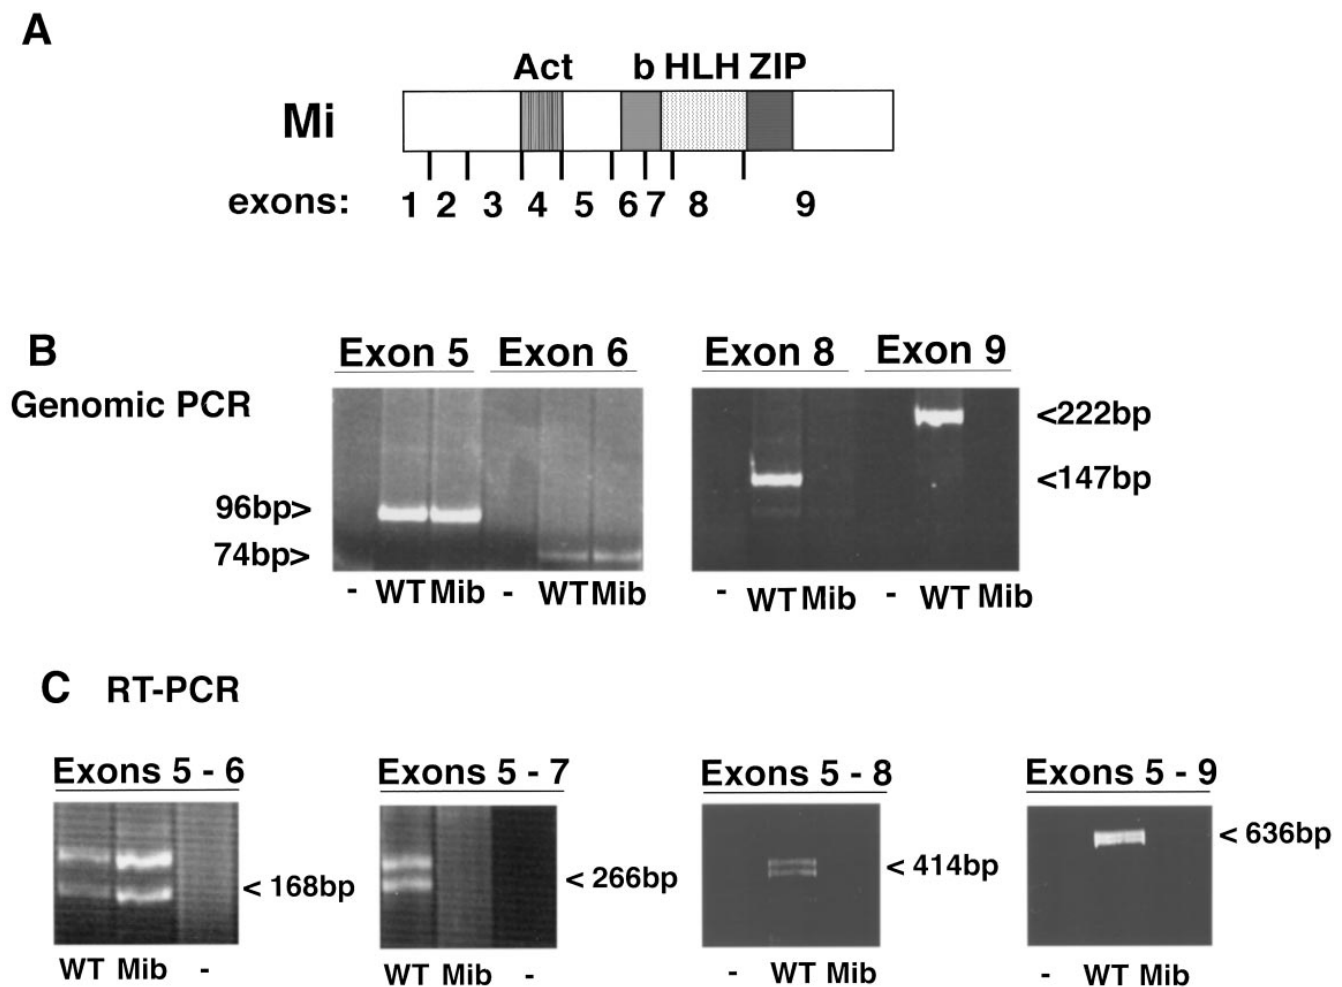 A
Act b HLH ZIP
Mi
exons: 1 2 3 4 5 6 7 8 9
B
Exon 5 Exon 6 Exon 8 Exon 9
Genomic PCR
<222bp
<147bp
96bp>
74bp>
- WT Mib - WT Mib - WT Mib - WT Mib
C RT-PCR
Exons 5 - 6 Exons 5 - 7 Exons 5 - 8 Exons 5 - 9
< 168bp < 266bp < 414bp < 636bp
WT Mib - WT Mib - - WT Mib - WT Mib